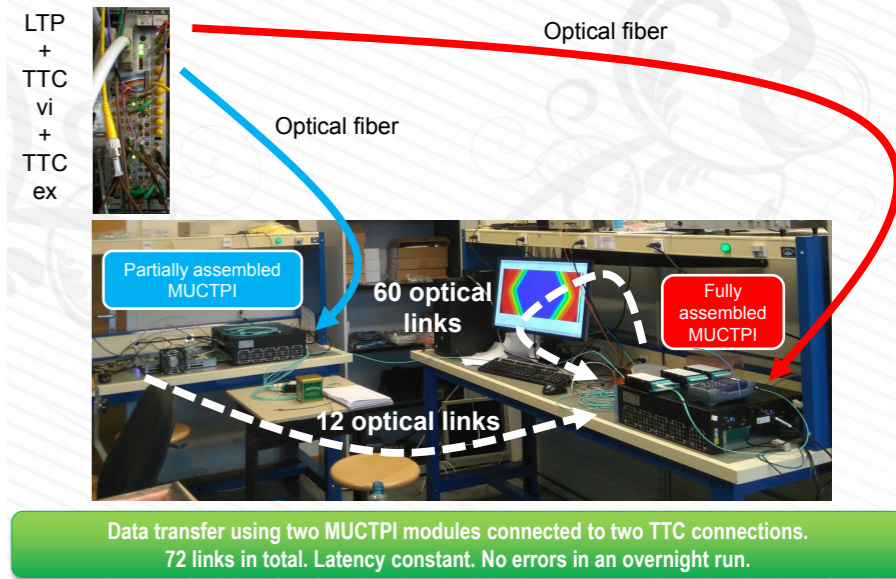 LTP
+
TTC
vi
+
TTC
ex
Optical fiber
Optical fiber
Partially assembled
MUCTPI
60 optical
links
Fully
assembled
MUCTPI
12 optical links
Data transfer using two MUCTPI modules connected to two TTC connections.
72 links in total. Latency constant. No errors in an overnight run.